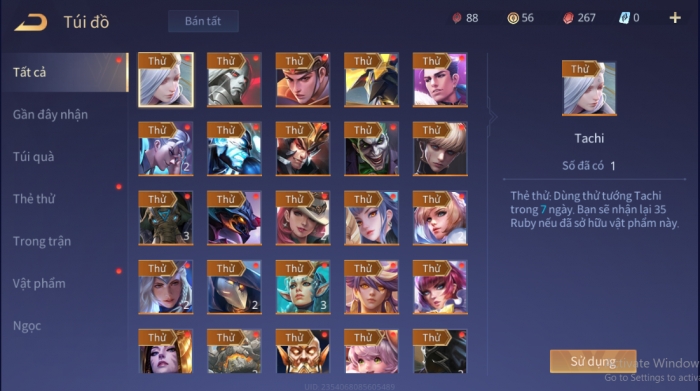 Túi đồ
Bán tất
88
56
267
0
+
Tất cả
Gần đây nhận
Túi quà
Thẻ thử
Trong trận
Vật phẩm
Ngọc
Thử Thử Thử Thử Thử
Thử Thử Thử Thử Thử
2
Thử Thử Thử Thử Thử
3
Thử Thử Thử Thử Thử
2 2 3
Thử Thử Thử Thử Thử
Thử
Tachi
Số đã có 1
Thẻ thử: Dùng thử tướng Tachi
trong 7 ngày. Bạn sẽ nhận lại 35
Ruby nếu đã sở hữu vật phẩm này.
Sử dụng
Activate Window
Go to Settings to activ